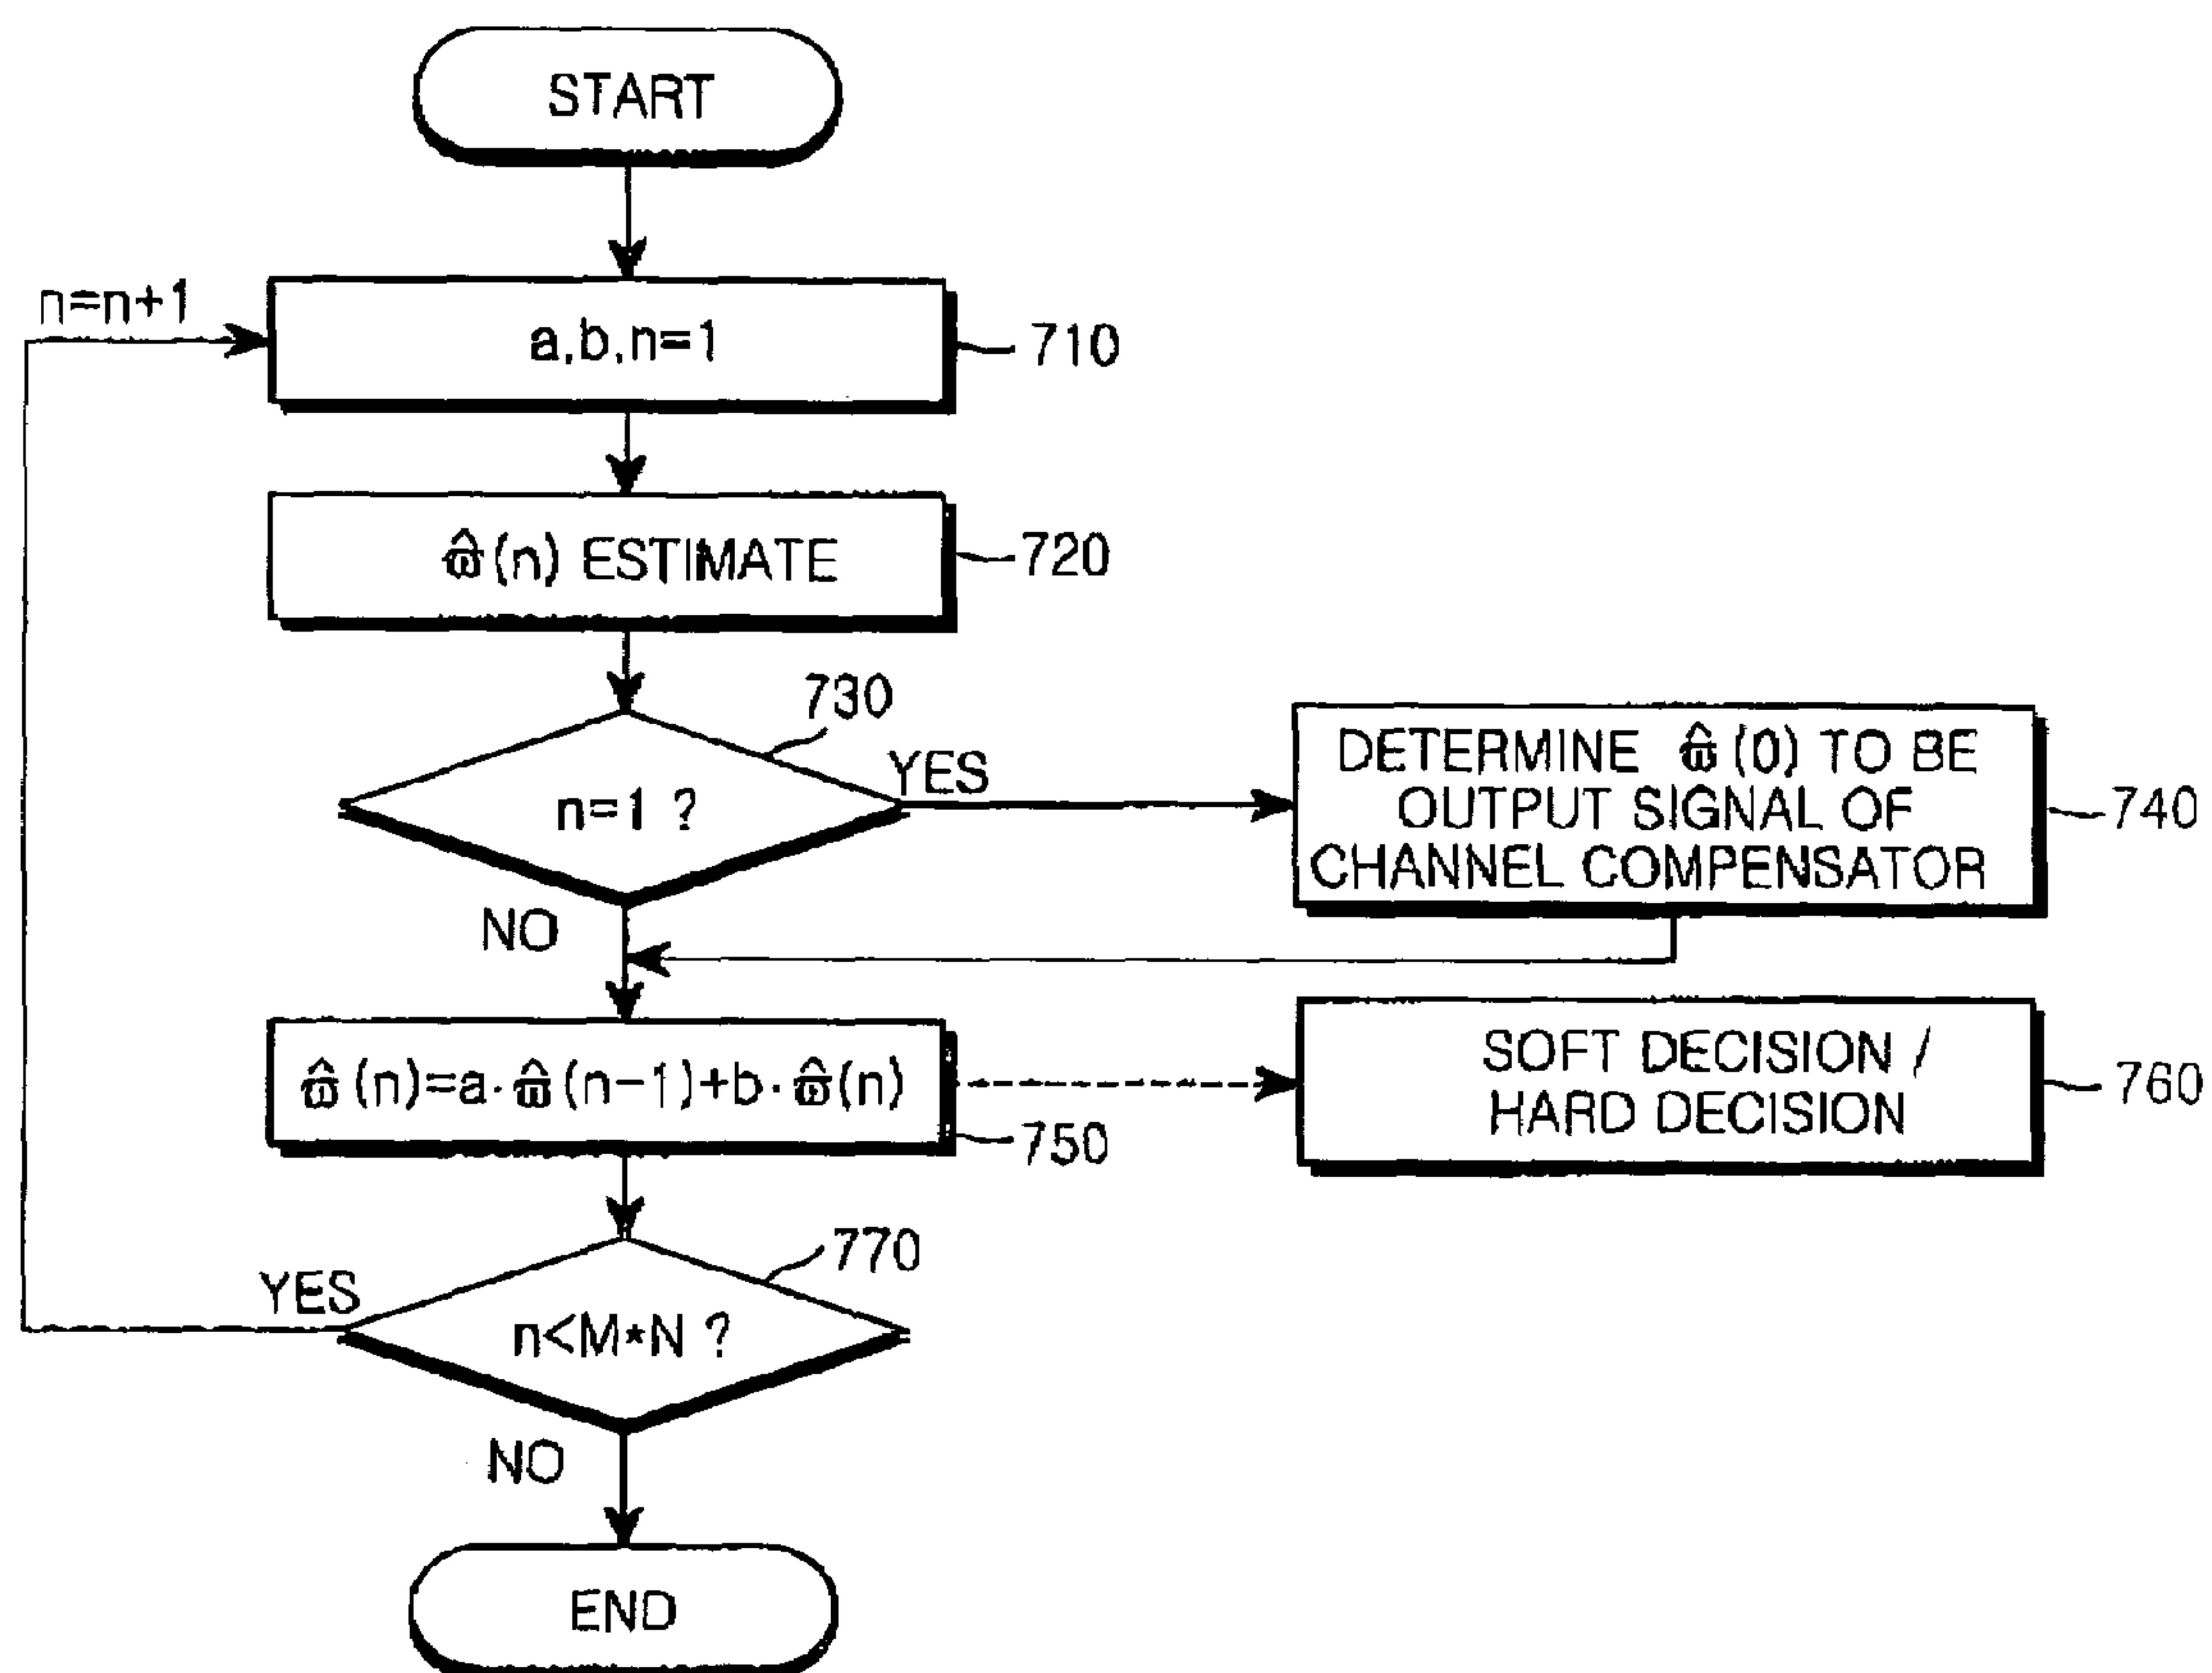 START
n=n+1
a,b,n=1
710
ϖ̂(n) ESTIMATE
720
730
n=1 ?
YES
NO
DETERMINE ϖ̂(0) TO BE
OUTPUT SIGNAL OF
CHANNEL COMPENSATOR
740
ϖ̂(n)=a·ϖ̂(n-1)+b·ϖ̂(n)
750
SOFT DECISION /
HARD DECISION
760
770
YES
n<M*N ?
NO
END